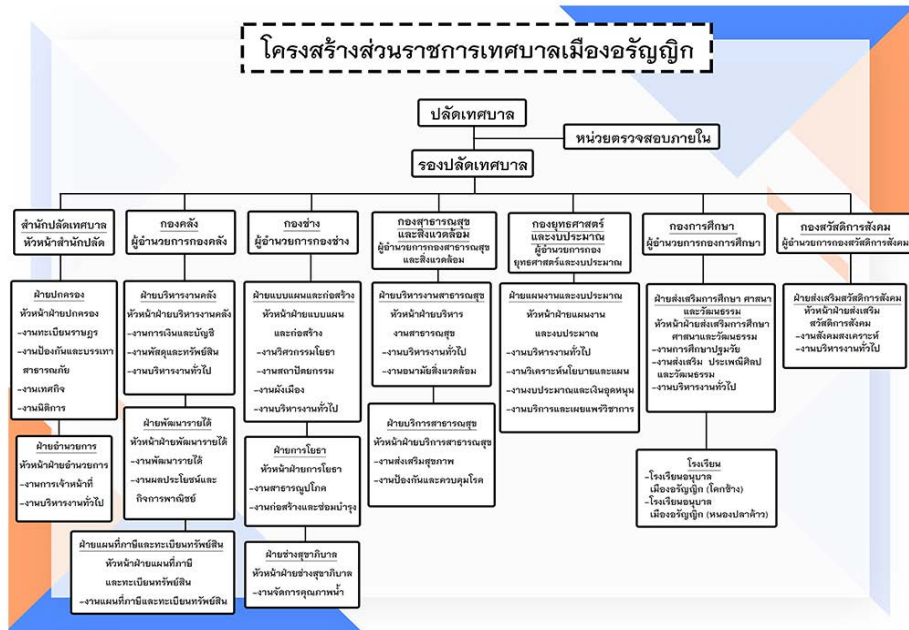 โครงสร้างส่วนราชการเทศบาลเมืองอรัญญิก
ปลัดเทศบาล
หน่วยตรวจสอบภายใน
รองปลัดเทศบาล
สำนักปลัดเทศบาล
หัวหน้าสำนักปลัด
กองคลัง
ผู้อำนวยการกองคลัง
กองช่าง
ผู้อำนวยการกองช่าง
กองสาธารณสุข
และสิ่งแวดล้อม
ผู้อำนวยการกองสาธารณสุข
และสิ่งแวดล้อม
กองยุทธศาสตร์
และงบประมาณ
ผู้อำนวยการกอง
ยุทธศาสตร์และงบประมาณ
กองการศึกษา
ผู้อำนวยการกองการศึกษา
กองสวัสดิการสังคม
ผู้อำนวยการกองสวัสดิการสังคม
ฝ่ายปกครอง
หัวหน้าฝ่ายปกครอง
-งานทะเบียนราษฎร
-งานป้องกันและบรรเทา
สาธารณภัย
-งานเทศกิจ
-งานนิติการ
ฝ่ายอำนวยการ
หัวหน้าฝ่ายอำนวยการ
-งานการเจ้าหน้าที่
-งานบริหารงานทั่วไป
ฝ่ายบริหารงานคลัง
หัวหน้าฝ่ายบริหารงานคลัง
-งานการเงินและบัญชี
-งานพัสดุและทรัพย์สิน
-งานบริหารงานทั่วไป
ฝ่ายพัฒนารายได้
หัวหน้าฝ่ายพัฒนารายได้
-งานพัฒนารายได้
-งานผลประโยชน์และ
กิจการพาณิชย์
ฝ่ายแผนที่ภาษีและทะเบียนทรัพย์สิน
หัวหน้าฝ่ายแผนที่ภาษี
และทะเบียนทรัพย์สิน
-งานแผนที่ภาษีและทะเบียนทรัพย์สิน
ฝ่ายแบบแผนและก่อสร้าง
หัวหน้าฝ่ายแบบแผน
และก่อสร้าง
-งานวิศวกรรมโยธา
-งานสถาปัตยกรรม
-งานผังเมือง
-งานบริหารงานทั่วไป
ฝ่ายการโยธา
หัวหน้าฝ่ายการโยธา
-งานสาธารณูปโภค
-งานก่อสร้างและซ่อมบำรุง
ฝ่ายช่างสุขาภิบาล
หัวหน้าฝ่ายช่างสุขาภิบาล
-งานจัดการคุณภาพน้ำ
ฝ่ายบริหารงานสาธารณสุข
หัวหน้าฝ่ายบริหาร
งานสาธารณสุข
-งานบริหารงานทั่วไป
-งานอนามัยสิ่งแวดล้อม
ฝ่ายบริการสาธารณสุข
หัวหน้าฝ่ายบริการสาธารณสุข
-งานส่งเสริมสุขภาพ
-งานป้องกันและควบคุมโรค
ฝ่ายแผนงานและงบประมาณ
หัวหน้าฝ่ายแผนงาน
และงบประมาณ
-งานบริหารงานทั่วไป
-งานวิเคราะห์นโยบายและแผน
-งานงบประมาณและเงินอุดหนุน
-งานบริการและเผยแพร่วิชาการ
ฝ่ายส่งเสริมการศึกษา ศาสนา
และวัฒนธรรม
หัวหน้าฝ่ายส่งเสริมการศึกษา
ศาสนาและวัฒนธรรม
-งานการศึกษาปฐมวัย
-งานส่งเสริม ประเพณีศิลป
และวัฒนธรรม
-งานบริหารงานทั่วไป
โรงเรียน
-โรงเรียนอนุบาล
เมืองอรัญญิก (โคกช้าง)
-โรงเรียนอนุบาล
เมืองอรัญญิก (หนองปลาค้าว)
ฝ่ายส่งเสริมสวัสดิการสังคม
หัวหน้าฝ่ายส่งเสริม
สวัสดิการสังคม
-งานสังคมสงเคราะห์
-งานบริหารงานทั่วไป